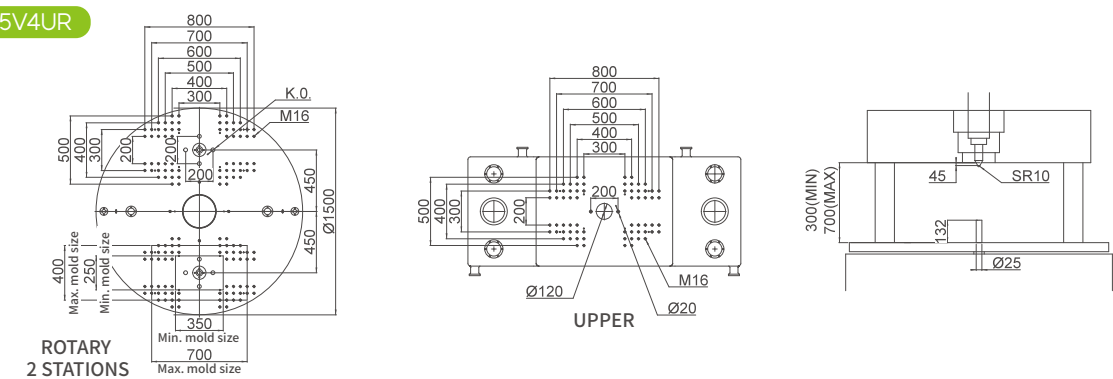 5V4UR
800
700
600
500
400
300
K.O.
M16
500
400
300
200
200
200
450
450
Ø1500
400
Max. mold size
250
Min. mold size
350
Min. mold size
700
Max. mold size
ROTARY
2 STATIONS
800
700
600
500
400
300
500
400
300
200
200
M16
Ø120
Ø20
UPPER
300(MIN)
700(MAX)
45
SR10
132
Ø25